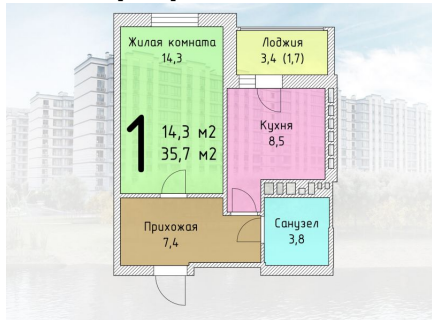 Жилая комната
14,3
Лоджия
3,4 (1,7)
1
14,3 м2
35,7 м2
Кухня
8,5
Прихожая
7,4
Санузел
3,8